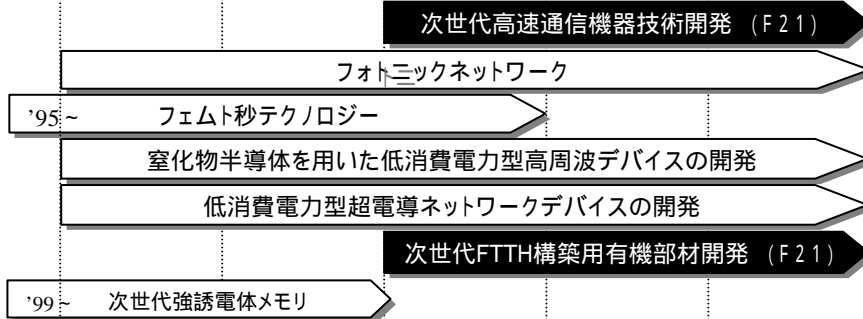 次世代高速通信機器技術開発 (F21)
フォトニックネットワーク
'95~ フェムト秒テクノロジー
窒化物半導体を用いた低消費電力型高周波デバイスの開発
低消費電力型超電導ネットワークデバイスの開発
次世代FTTH構築用有機部材開発 (F21)
'99~ 次世代強誘電体メモリ